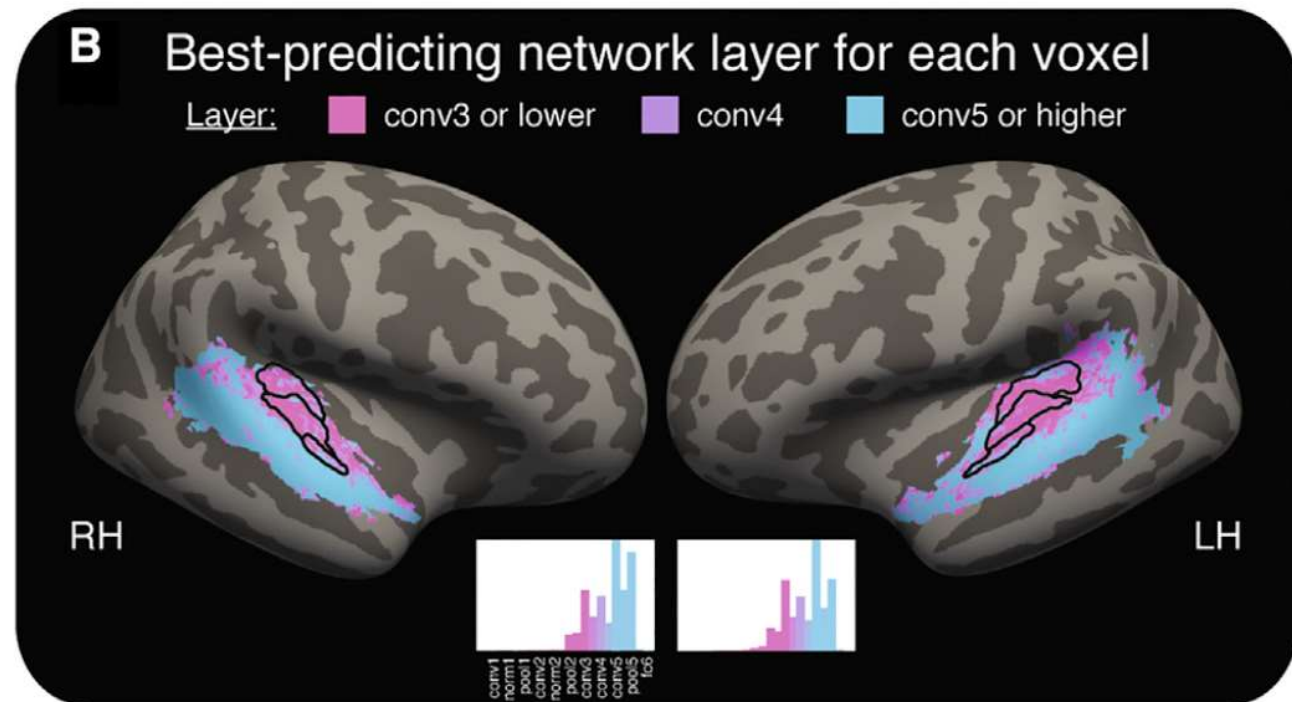 B Best-predicting network layer for each voxel
Layer: conv3 or lower conv4 conv5 or higher
RH
LH
conv1
norm1
pool1
conv2
norm2
pool2
conv3
conv4
conv5
pool5
fc6